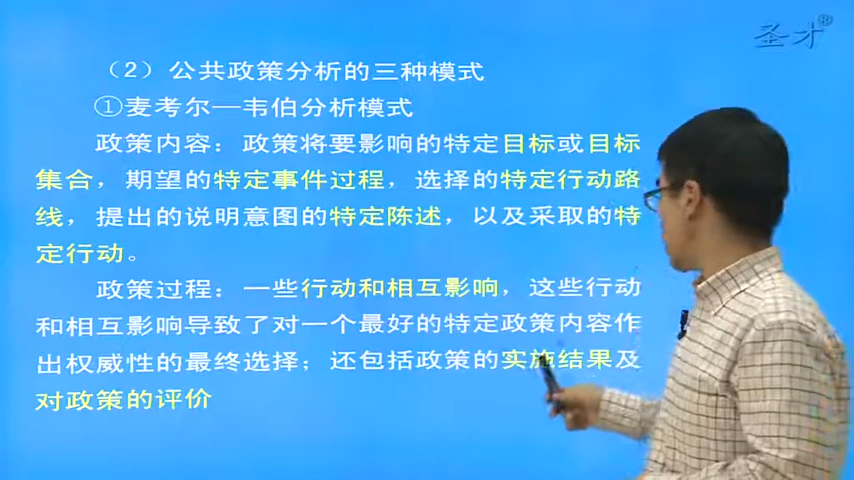 圣才®
（2）公共政策分析的三种模式
①麦考尔—韦伯分析模式
政策内容：政策将要影响的特定目标或目标
集合，期望的特定事件过程，选择的特定行动路
线，提出的说明意图的特定陈述，以及采取的特
定行动。
政策过程：一些行动和相互影响，这些行动
和相互影响导致了对一个最好的特定政策内容作
出权威性的最终选择；还包括政策的实施结果及
对政策的评价